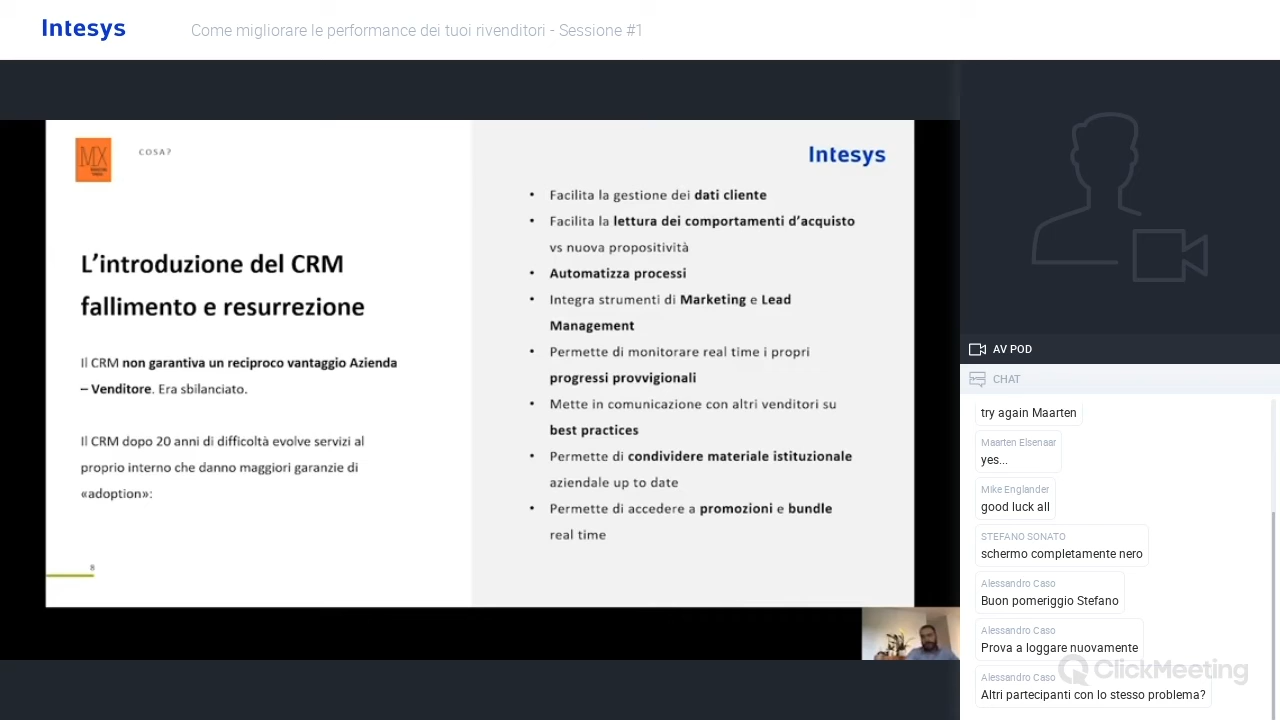 Intesys
Come migliorare le performance dei tuoi rivenditori - Sessione #1
MX
COSA?
Intesys
L’introduzione del CRM
fallimento e resurrezione
Il CRM non garantiva un reciproco vantaggio Azienda
– Venditore. Era sbilanciato.
Il CRM dopo 20 anni di difficoltà evolve servizi al
proprio interno che danno maggiori garanzie di
«adoption»:
8
• Facilita la gestione dei dati cliente
• Facilita la lettura dei comportamenti d’acquisto
vs nuova propositività
• Automatizza processi
• Integra strumenti di Marketing e Lead
Management
• Permette di monitorare real time i propri
progressi provvigionali
• Mette in comunicazione con altri venditori su
best practices
• Permette di condividere materiale istituzionale
aziendale up to date
• Permette di accedere a promozioni e bundle
real time
AV POD
CHAT
try again Maarten
Maarten Elsenaar
yes...
Mike Englander
good luck all
STEFANO SONATO
schermo completamente nero
Alessandro Caso
Buon pomeriggio Stefano
Alessandro Caso
Prova a loggare nuovamente
Alessandro Caso
Altri partecipanti con lo stesso problema?
ClickMeeting